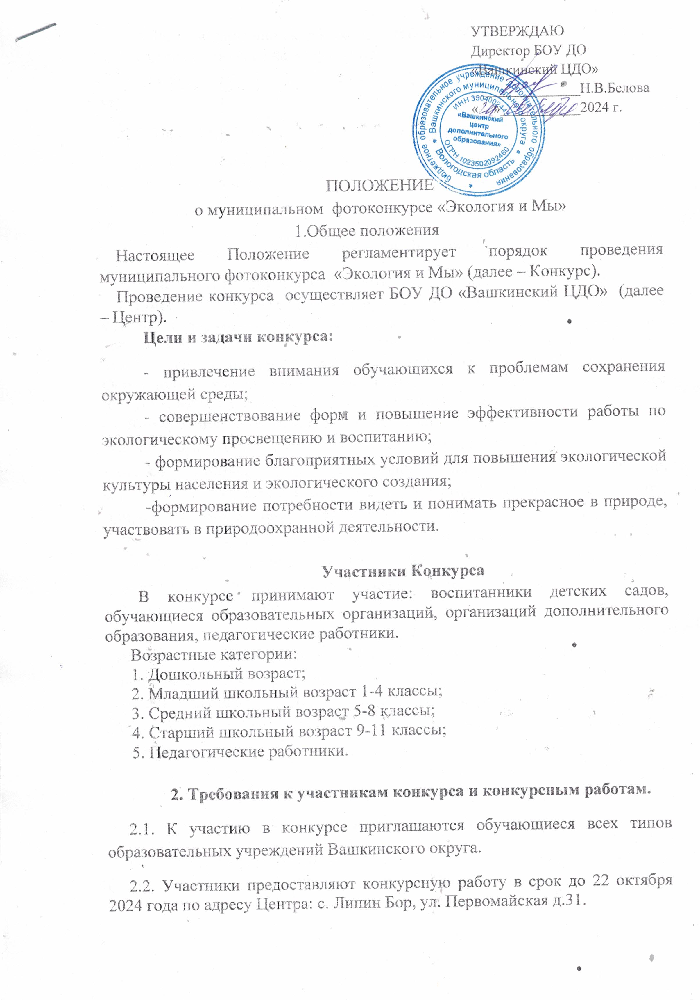 УТВЕРЖДАЮ
Директор БОУ ДО
«Вашкинский ЦДО»
Н.В.Белова
« » 2024 г.
бюджетное образовательное учреждение дополнительного образования
Вашкинского муниципального округа
Вологодская область
ИНН 3504002449
«Вашкинский
центр
дополнительного
образования»
ОГРН 1023502092460
ПОЛОЖЕНИЕ
о муниципальном фотоконкурсе «Экология и Мы»
1.Общее положения
Настоящее Положение регламентирует порядок проведения
муниципального фотоконкурса «Экология и Мы» (далее – Конкурс).
Проведение конкурса осуществляет БОУ ДО «Вашкинский ЦДО» (далее
– Центр).
Цели и задачи конкурса:
- привлечение внимания обучающихся к проблемам сохранения
окружающей среды;
- совершенствование форм и повышение эффективности работы по
экологическому просвещению и воспитанию;
- формирование благоприятных условий для повышения экологической
культуры населения и экологического создания;
-формирование потребности видеть и понимать прекрасное в природе,
участвовать в природоохранной деятельности.
Участники Конкурса
В конкурсе принимают участие: воспитанники детских садов,
обучающиеся образовательных организаций, организаций дополнительного
образования, педагогические работники.
Возрастные категории:
1. Дошкольный возраст;
2. Младший школьный возраст 1-4 классы;
3. Средний школьный возраст 5-8 классы;
4. Старший школьный возраст 9-11 классы;
5. Педагогические работники.
2. Требования к участникам конкурса и конкурсным работам.
2.1. К участию в конкурсе приглашаются обучающиеся всех типов
образовательных учреждений Вашкинского округа.
2.2. Участники предоставляют конкурсную работу в срок до 22 октября
2024 года по адресу Центра: с. Липин Бор, ул. Первомайская д.31.